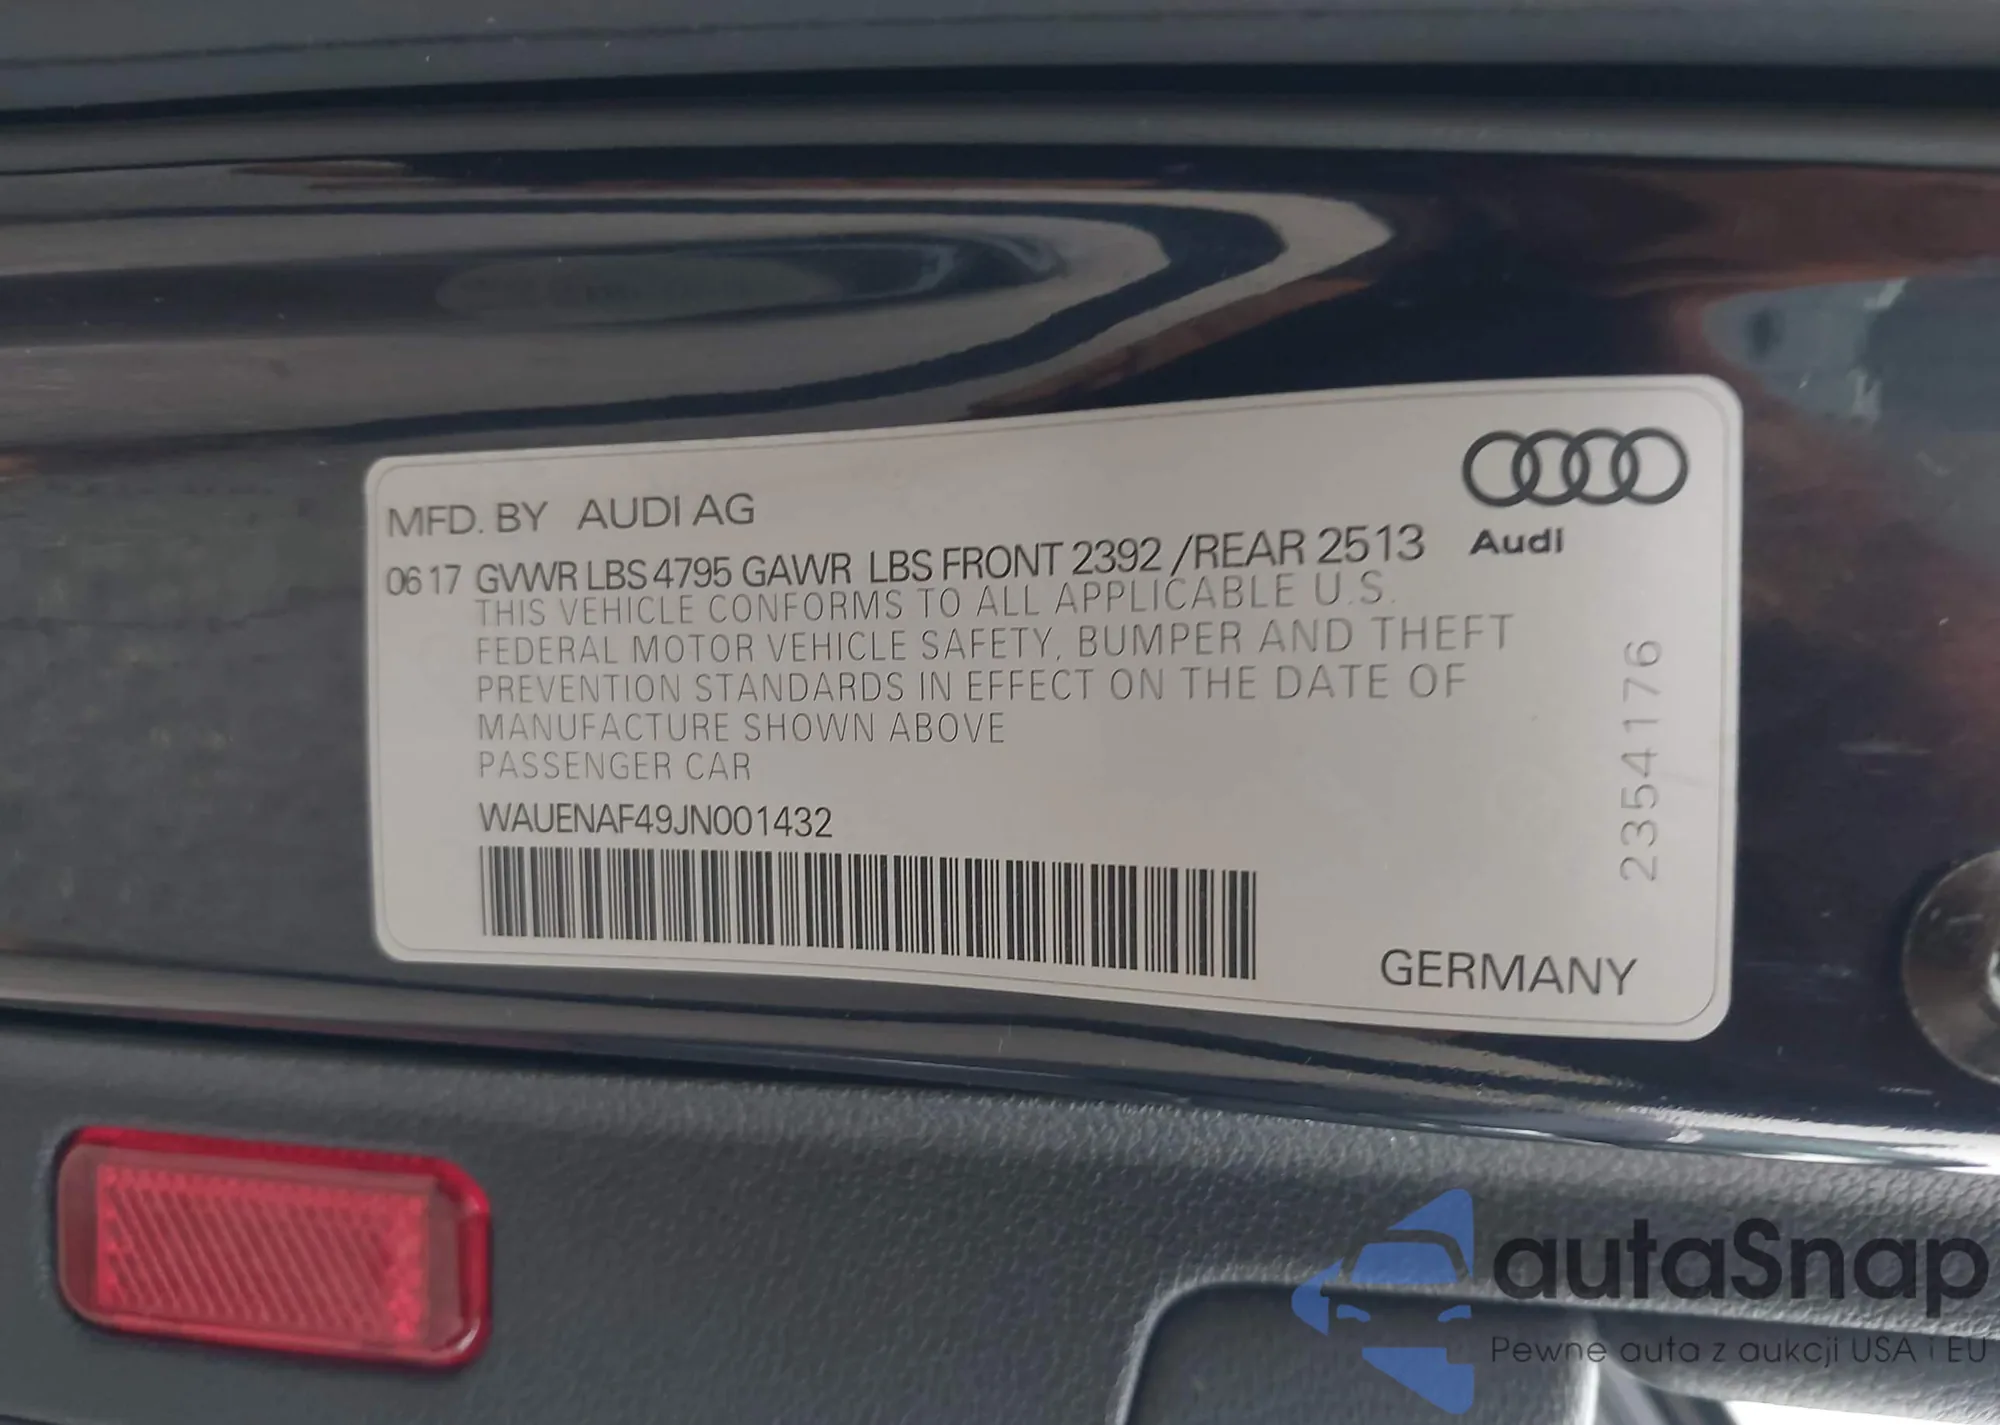 MFD. BY AUDI AG
Audi
06 17 GVWR LBS 4795 GAWR LBS FRONT 2392 /REAR 2513
THIS VEHICLE CONFORMS TO ALL APPLICABLE U.S.
FEDERAL MOTOR VEHICLE SAFETY, BUMPER AND THEFT
PREVENTION STANDARDS IN EFFECT ON THE DATE OF
MANUFACTURE SHOWN ABOVE
PASSENGER CAR
WAUENAF49JN001432
2354176
GERMANY
autaSnap
Pewne auta z aukcji USA i EU